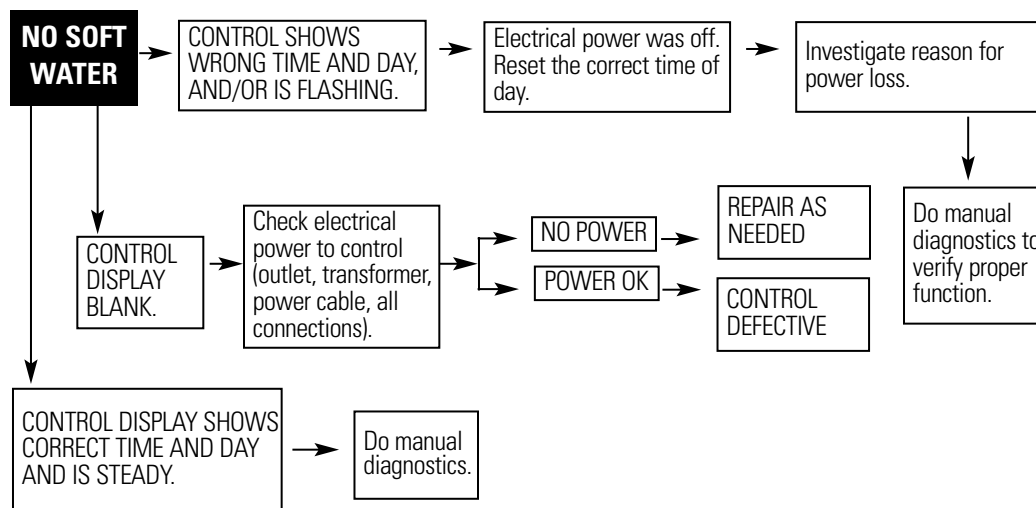 NO SOFT
WATER
CONTROL SHOWS
WRONG TIME AND DAY,
AND/OR IS FLASHING.
Electrical power was off.
Reset the correct time of
day.
Investigate reason for
power loss.
Do manual
diagnostics to
verify proper
function.
CONTROL
DISPLAY
BLANK.
Check electrical
power to control
(outlet, transformer,
power cable, all
connections).
NO POWER
REPAIR AS
NEEDED
POWER OK
CONTROL
DEFECTIVE
CONTROL DISPLAY SHOWS
CORRECT TIME AND DAY
AND IS STEADY.
Do manual
diagnostics.